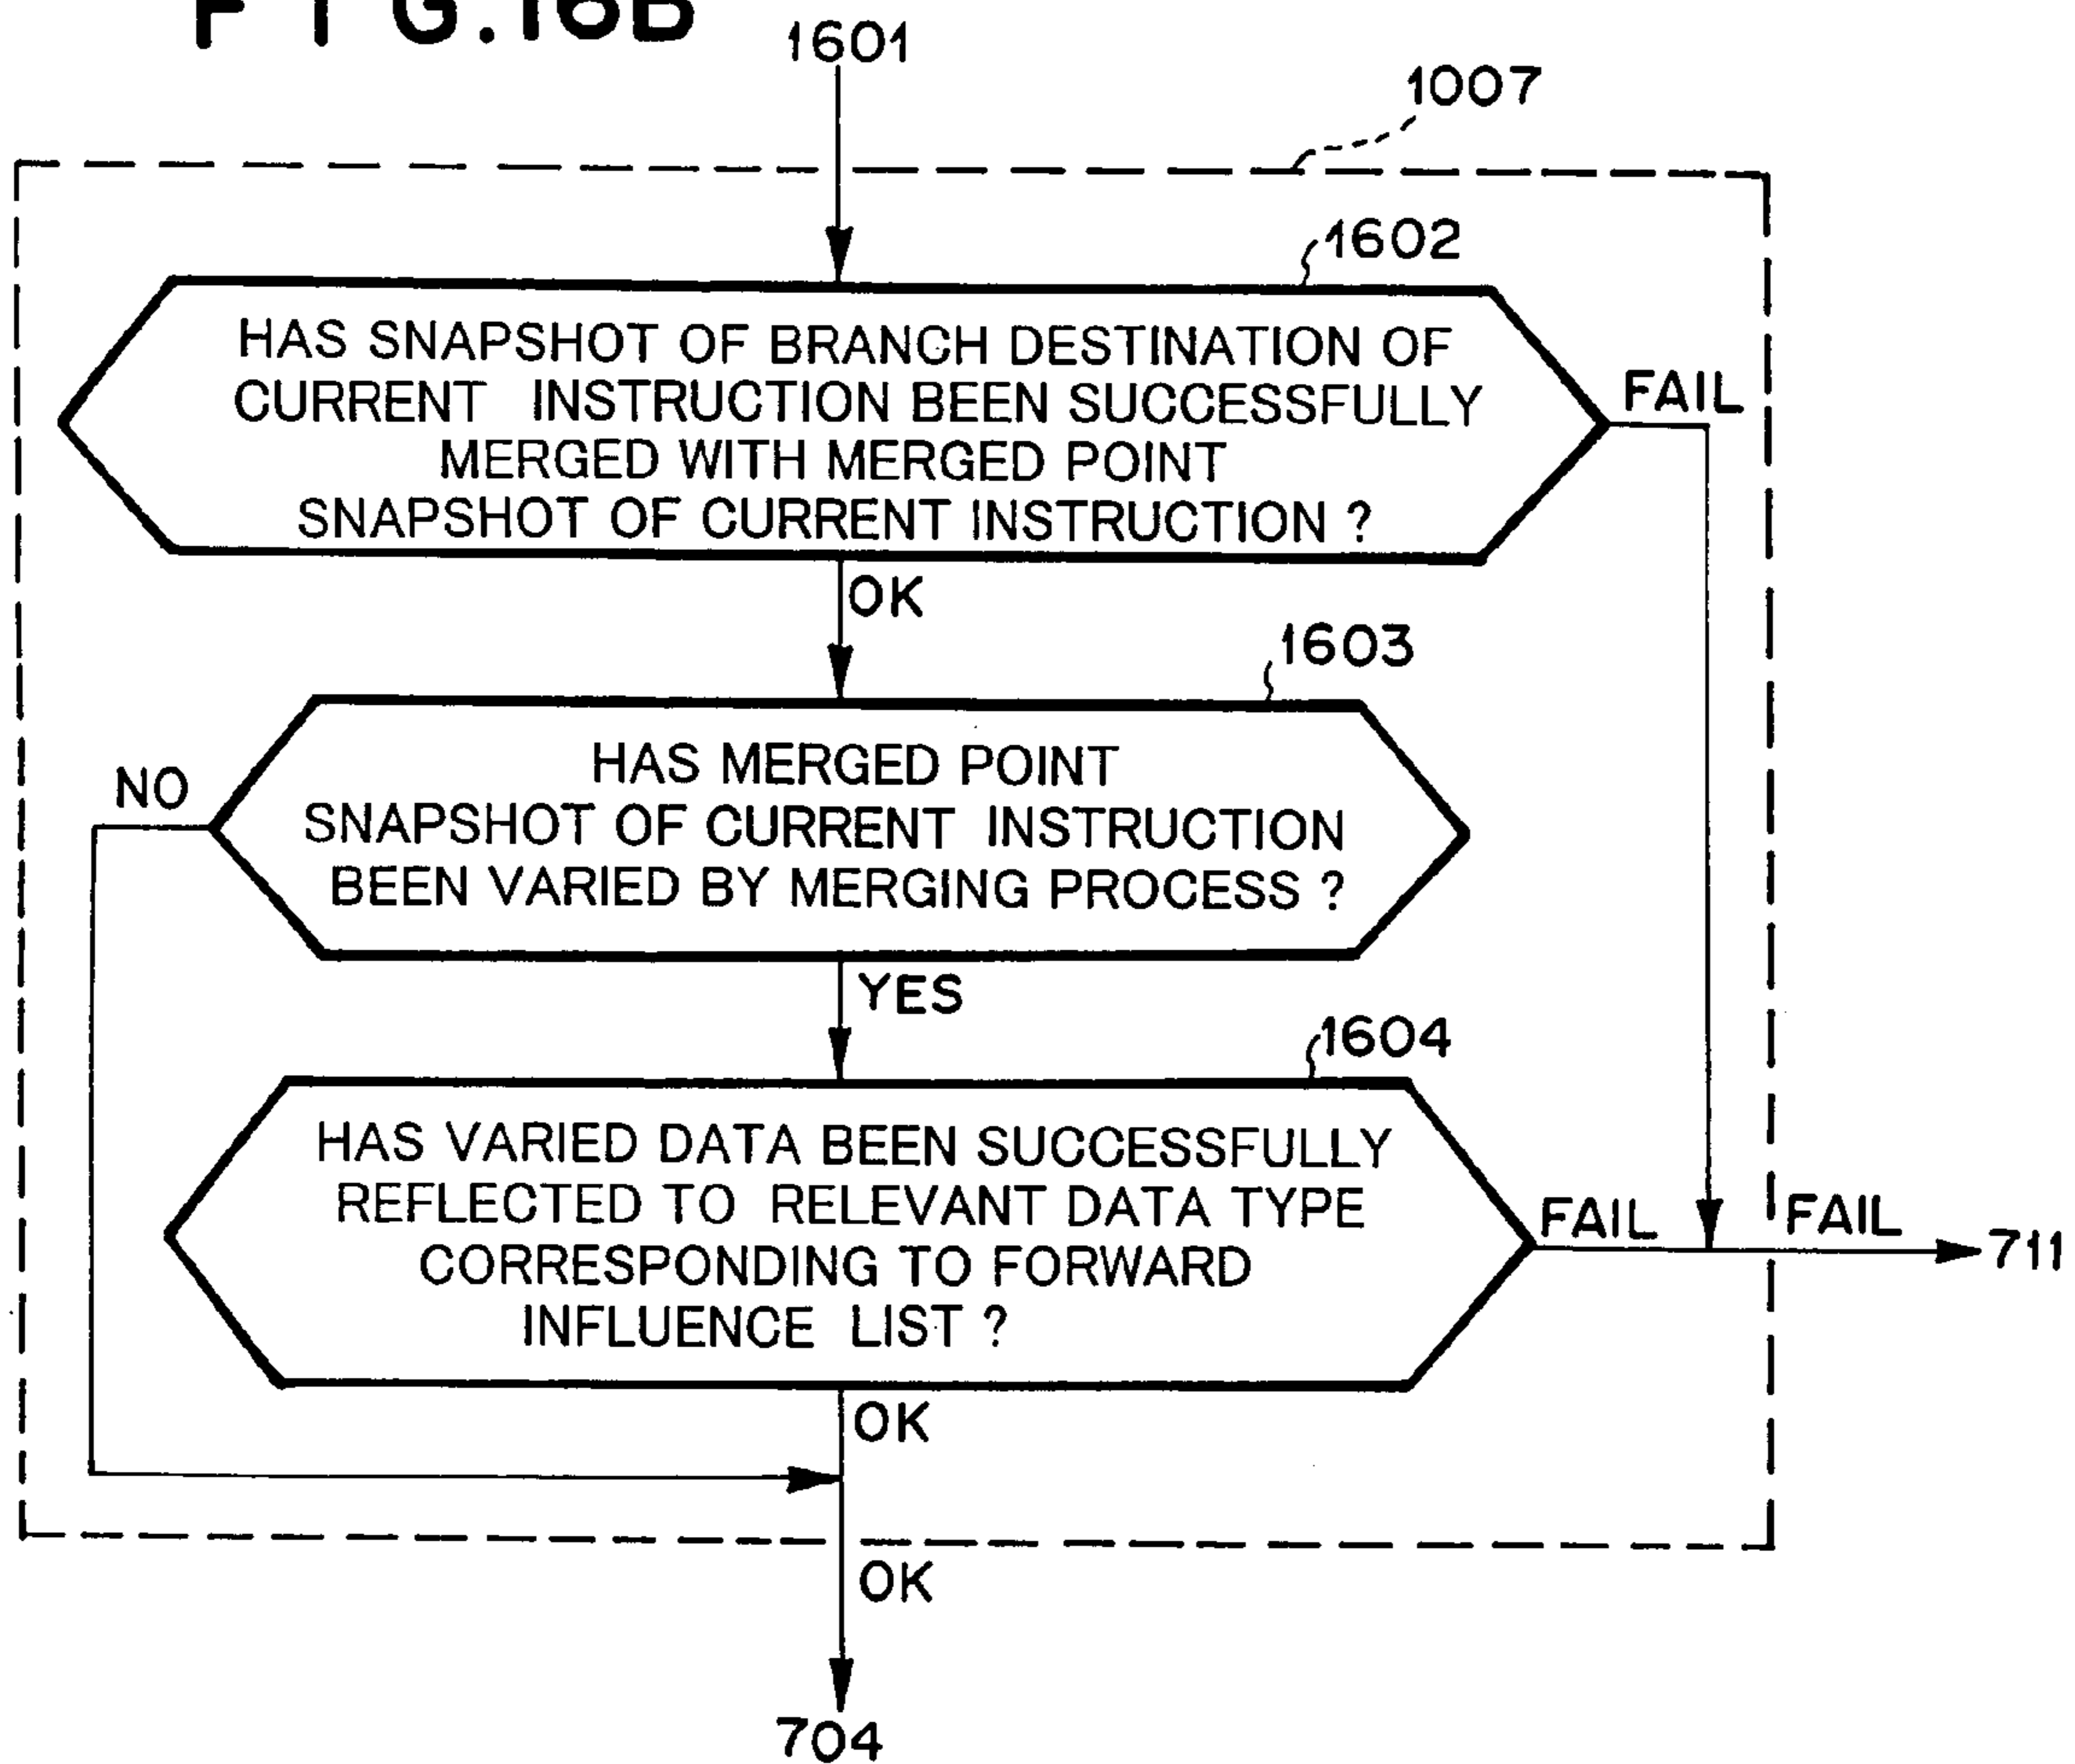 FIG.16B
1601
1007
1602
HAS SNAPSHOT OF BRANCH DESTINATION OF
CURRENT INSTRUCTION BEEN SUCCESSFULLY
MERGED WITH MERGED POINT
SNAPSHOT OF CURRENT INSTRUCTION ?
FAIL
OK
1603
HAS MERGED POINT
SNAPSHOT OF CURRENT INSTRUCTION
BEEN VARIED BY MERGING PROCESS ?
NO
YES
1604
HAS VARIED DATA BEEN SUCCESSFULLY
REFLECTED TO RELEVANT DATA TYPE
CORRESPONDING TO FORWARD
INFLUENCE LIST ?
FAIL
FAIL
711
OK
OK
704